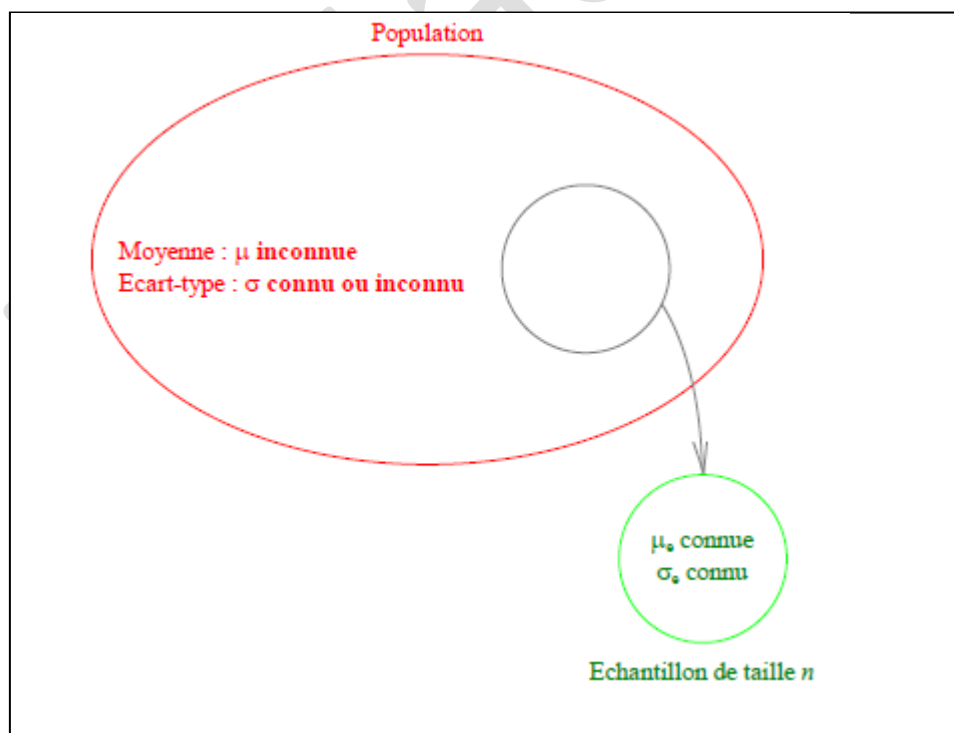 Population
Moyenne : μ inconnue
Ecart-type : σ connu ou inconnu
μₑ connue
σₑ connu
Echantillon de taille n